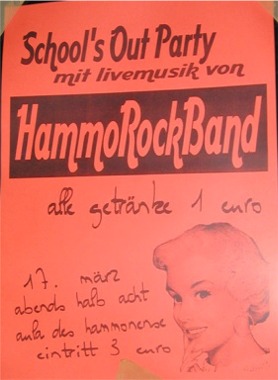 School's Out Party
mit livemusik von
HammoRockBand
alle getränke 1 euro
17. märz
abends halb acht
aula des hammonense
eintritt 3 euro